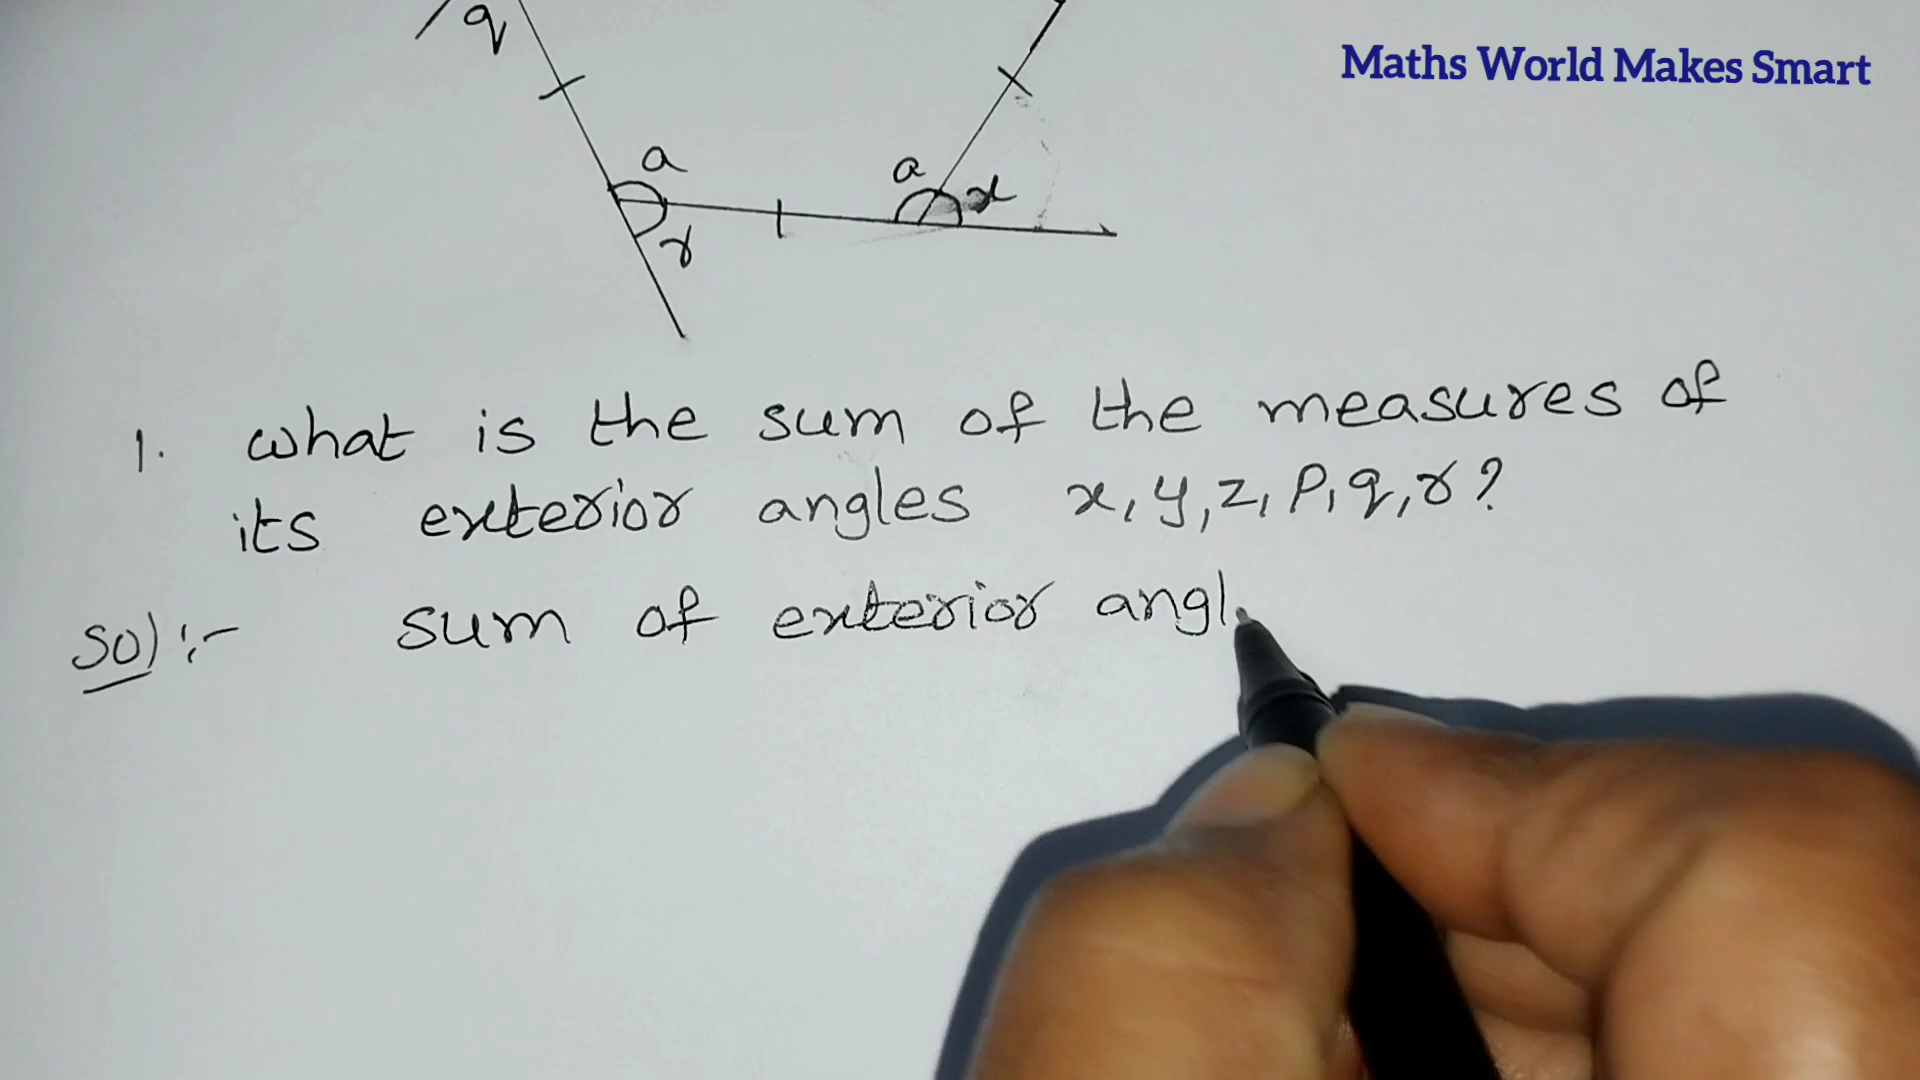 q
Maths World Makes Smart
a
a
x
r
1. what is the sum of the measures of
its exterior angles x, y, z, p, q, r?
Sol:- sum of exterior angl